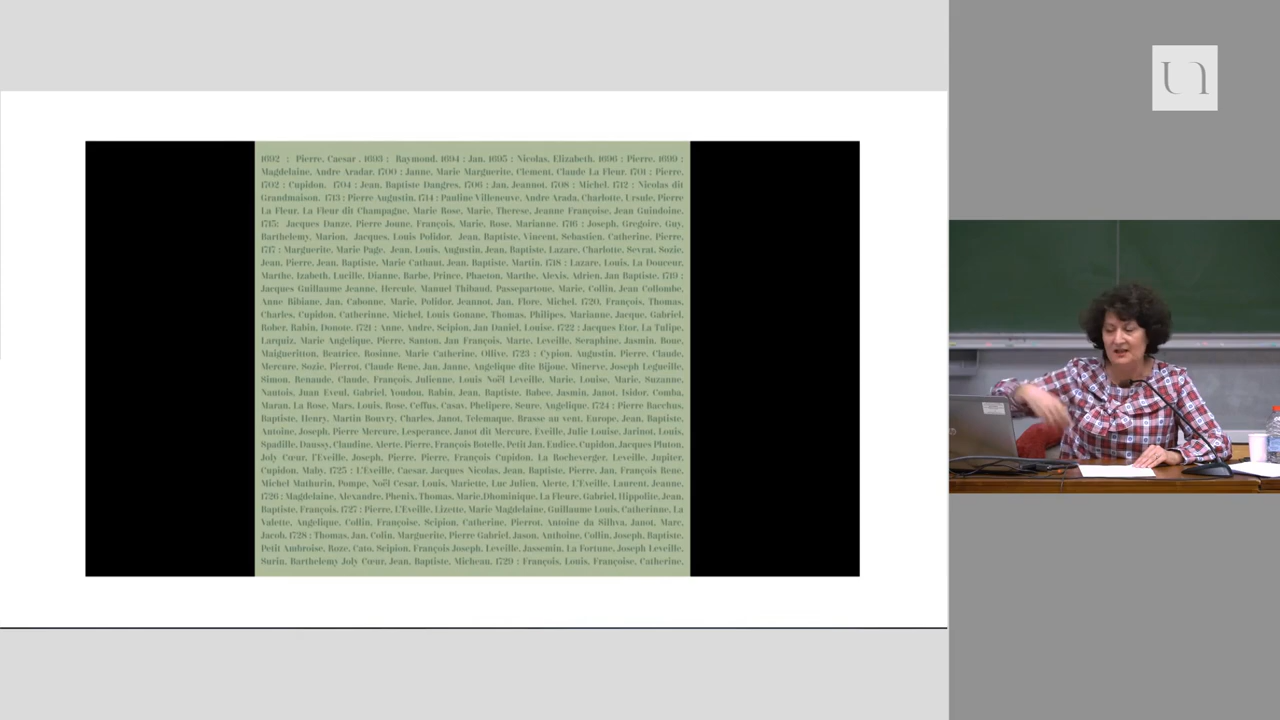 1692 : Pierre, Caesar . 1693 : Raymond. 1694 : Jan. 1695 : Nicolas, Elizabeth. 1696 : Pierre. 1699 :
Magdelaine, Andre Aradar. 1700 : Janne, Marie Marguerite, Clement, Claude La Fleur. 1701 : Pierre.
1702 : Cupidon. 1704 : Jean, Baptiste Dangres. 1706 : Jan, Jeannot. 1708 : Michel. 1712 : Nicolas dit
Grandmaison. 1713 : Pierre Augustin. 1714 : Pauline Villeneuve, Andre Arada, Charlotte, Ursule, Pierre
La Fleur, La Fleur dit Champagne, Marie Rose, Marie, Therese, Jeanne Françoise, Jean Guindoine.
1715: Jacques Danze, Pierre Joune, François, Marie, Rose, Marianne. 1716 : Joseph, Gregoire, Guy,
Barthelemy, Marion, Jacques, Louis Polidor, Jean, Baptiste, Vincent, Sebastien, Catherine, Pierre.
1717 : Marguerite, Marie Page, Jean, Louis, Augustin, Jean, Baptiste, Lazare, Charlotte, Sevrat, Sozie,
Jean, Pierre, Jean, Baptiste, Marie Cathaut, Jean, Baptiste, Martin. 1718 : Lazare, Louis, La Douceur,
Marthe, Izabeth, Lucille, Dianne, Barbe, Prince, Phaeton, Marthe, Alexis, Adrien, Jan Baptiste. 1719 :
Jacques Guillaume Jeanne, Hercule, Manuel Thibaud, Passepartone, Marie, Collin, Jean Collombe,
Anne Bibiane, Jan, Cabonne, Marie, Polidor, Jeannot, Jan, Flore, Michel. 1720, François, Thomas,
Charles, Cupidon, Catherinne, Michel, Louis Gonane, Thomas, Philipes, Marianne, Jacque, Gabriel,
Rober, Rabin, Donote. 1721 : Anne, Andre, Scipion, Jan Daniel, Louise. 1722 : Jacques Etor, La Tulipe,
Larquiz, Marie Angelique, Pierre, Santon, Jan François, Marte, Leveille, Seraphine, Jasmin, Bone,
Maigueritton, Beatrice, Rosinne, Marie Catherine, Ollive. 1723 : Cypion, Augustin, Pierre, Claude,
Mercure, Sozie, Pierrot, Claude Rene, Jan, Janne, Angelique dite Bijoue, Minerve, Joseph Legueille,
Simon, Renaude, Claude, François, Julienne, Louis Noël Leveille, Marie, Louise, Marie, Suzanne,
Nantois, Juan Eveul, Gabriel, Youdon, Rabin, Jean, Baptiste, Babet, Jasmin, Janot, Isidor, Comba,
Maran, La Rose, Mars, Louis, Rose, Ceffus, Casay, Phelipere, Seure, Angelique. 1724 : Pierre Bacchus,
Baptiste, Henry, Martin Bouvry, Charles, Janot, Telemaque, Brasse au vent, Europe, Jean, Baptiste,
Antoine, Joseph, Pierre Mercure, Lesperance, Janot dit Mercure, Eveille, Julie Louise, Jarinot, Louis,
Spadille, Daussy, Claudine, Alerte, Pierre, François Botelle, Petit Jan, Eudice, Cupidon, Jacques Pluton,
Joly Cœur, l'Eveille, Joseph, Pierre, Pierre, François Cupidon, La Rocheverger, Leveille, Jupiter,
Cupidon, Maby. 1725 : L'Eveille, Caesar, Jacques Nicolas, Jean, Baptiste, Pierre, Jan, François René,
Michel Mathurin, Pompe, Noël Cesar, Louis, Mariette, Luc Julien, Alerte, L'Eveille, Laurent, Jeanne.
1726 : Magdelaine, Alexandre, Phenix, Thomas, Marie,Dhominique, La Fleure, Gabriel, Hippolite, Jean,
Baptiste, François. 1727 : Pierre, L'Eveille, Lizette, Marie Magdelaine, Guillaume Louis, Catherinne, La
Valette, Angelique, Collin, Françoise, Scipion, Catherine, Pierrot, Antoine da Silhva, Janot, Marc,
Jacob. 1728 : Thomas, Jan, Colin, Marguerite, Pierre Gabriel, Jason, Anthoine, Collin, Joseph, Baptiste,
Petit Ambroise, Roze, Cato, Scipion, François Joseph, Leveille, Jassemin, La Fortune, Joseph Leveille,
Surin, Barthelemy Joly Cœur, Jean, Baptiste, Micheau. 1729 : François, Louis, Françoise, Catherine,